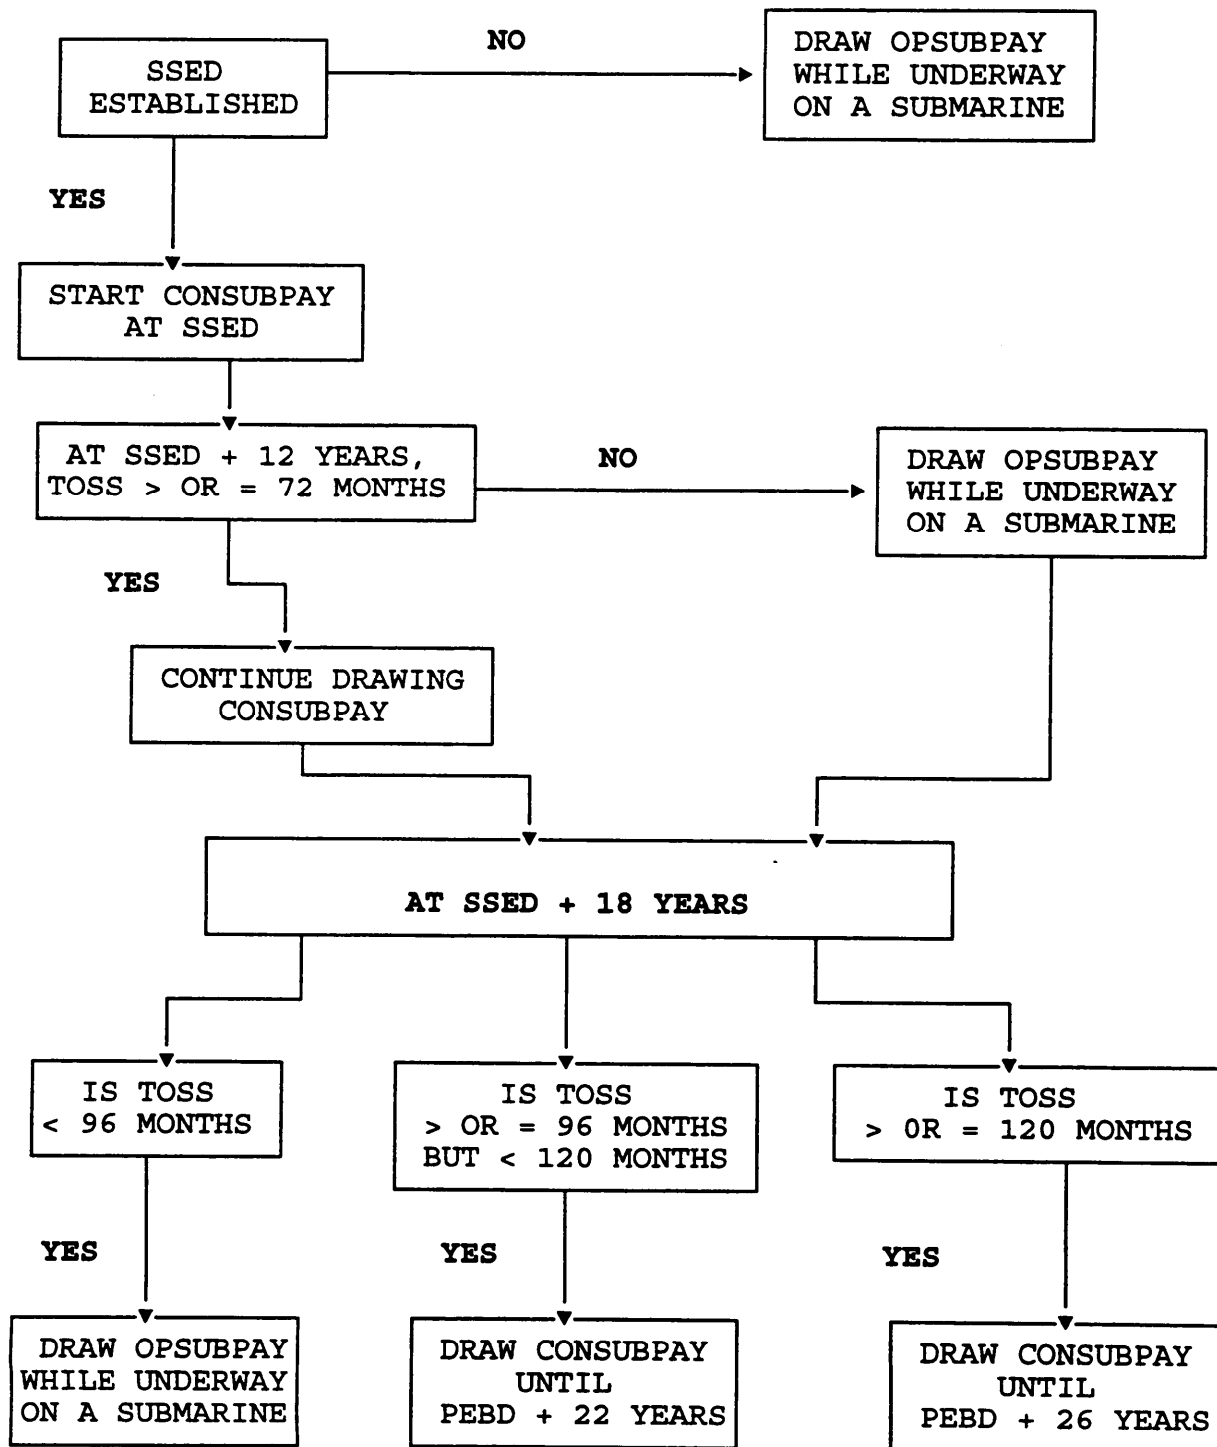 SSED
ESTABLISHED
NO
DRAW OPSUBPAY
WHILE UNDERWAY
ON A SUBMARINE
YES
START CONSUBPAY
AT SSED
AT SSED + 12 YEARS,
TOSS > OR = 72 MONTHS
NO
DRAW OPSUBPAY
WHILE UNDERWAY
ON A SUBMARINE
YES
CONTINUE DRAWING
CONSUBPAY
AT SSED + 18 YEARS
IS TOSS
< 96 MONTHS
IS TOSS
> OR = 96 MONTHS
BUT < 120 MONTHS
IS TOSS
> 0R = 120 MONTHS
YES
YES
YES
DRAW OPSUBPAY
WHILE UNDERWAY
ON A SUBMARINE
DRAW CONSUBPAY
UNTIL
PEBD + 22 YEARS
DRAW CONSUBPAY
UNTIL
PEBD + 26 YEARS